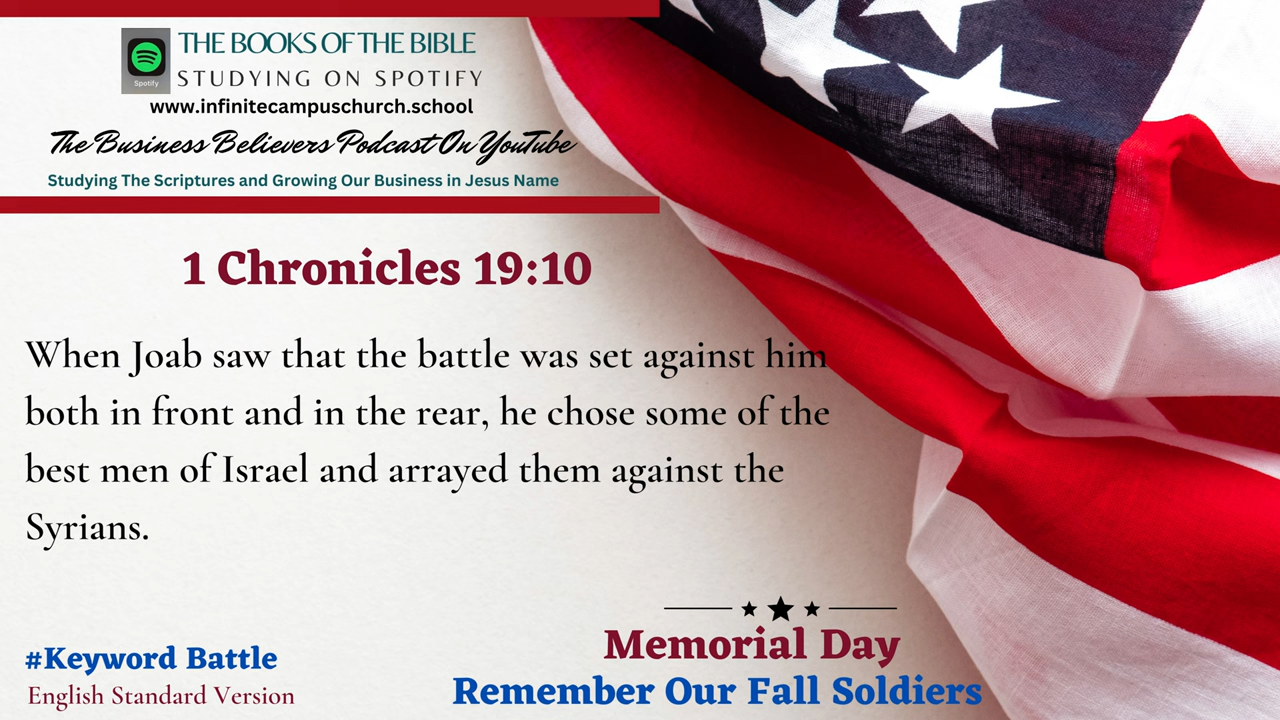 THE BOOKS OF THE BIBLE
Spotify
STUDYING ON SPOTIFY
www.infinitecampuschurch.school
The Business Believers Podcast On YouTube
Studying The Scriptures and Growing Our Business in Jesus Name
1 Chronicles 19:10
When Joab saw that the battle was set against him
both in front and in the rear, he chose some of the
best men of Israel and arrayed them against the
Syrians.
#Keyword Battle
English Standard Version
Memorial Day
Remember Our Fall Soldiers